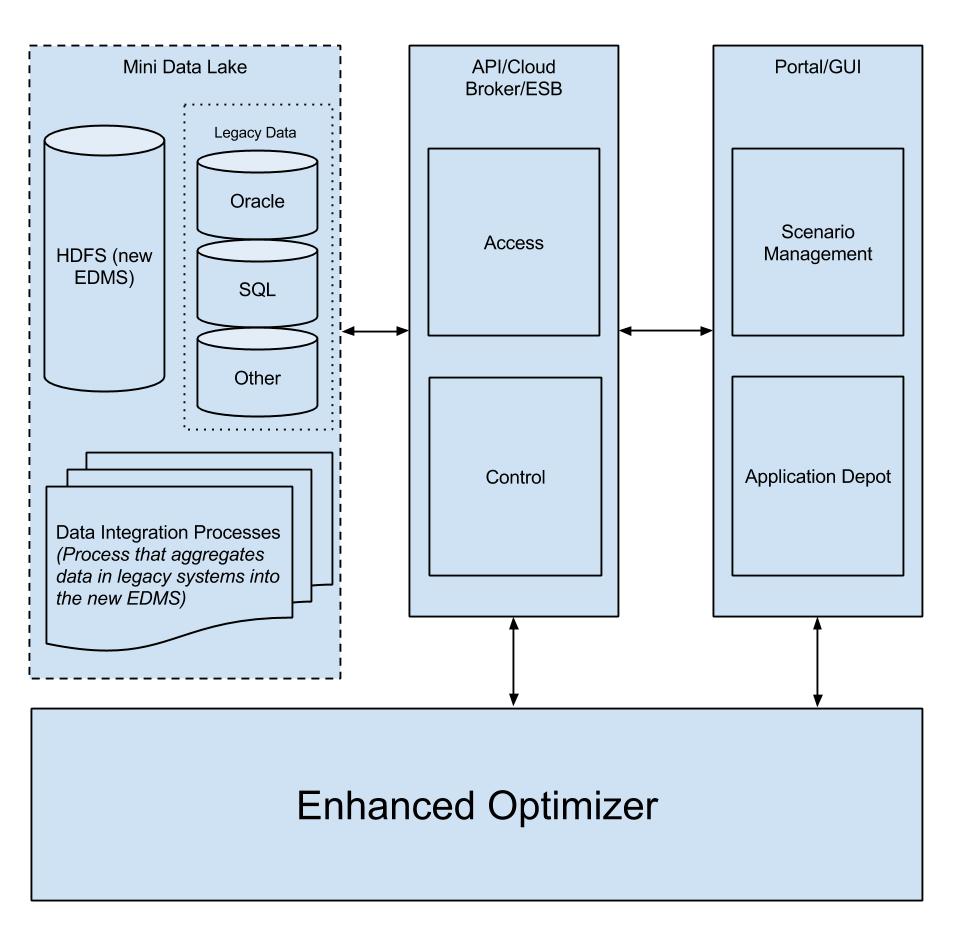 Mini Data Lake
Legacy Data
HDFS (new
EDMS)
Oracle
SQL
Other
Data Integration Processes
(Process that aggregates
data in legacy systems into
the new EDMS)
API/Cloud
Broker/ESB
Access
Control
Portal/GUI
Scenario
Management
Application Depot
Enhanced Optimizer